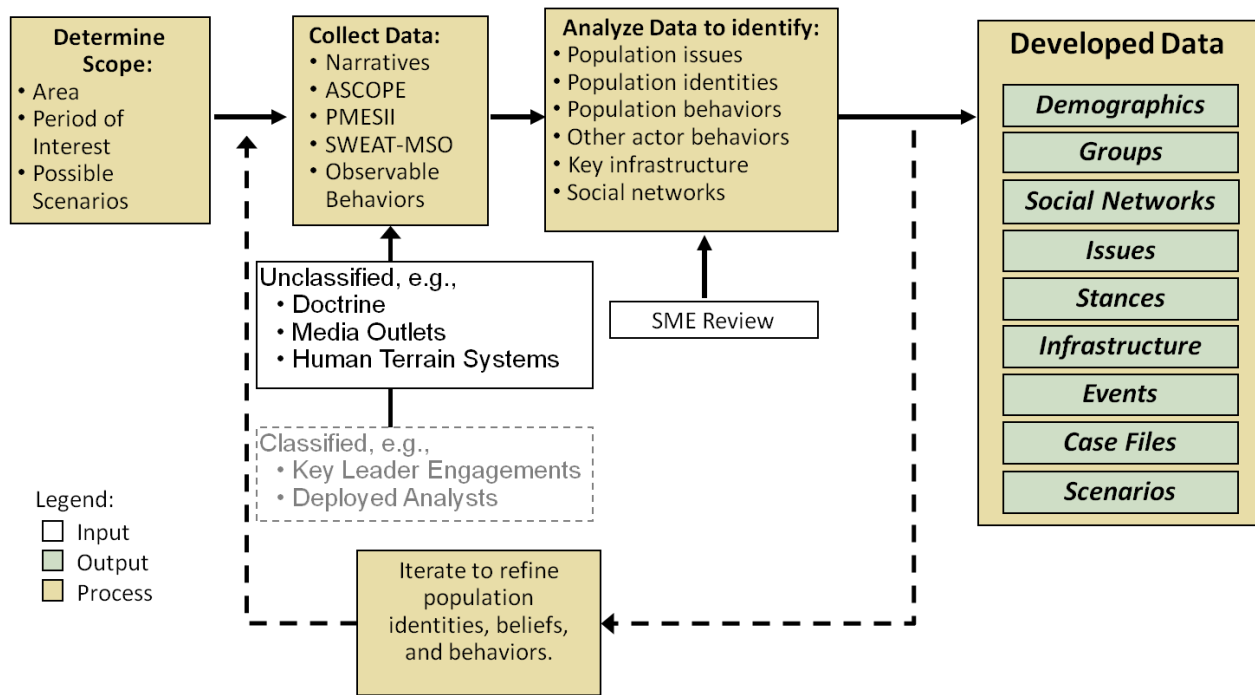 Determine
Scope:
• Area
• Period of
Interest
• Possible
Scenarios
Collect Data:
• Narratives
• ASCOPE
• PMESII
• SWEAT-MSO
• Observable
Behaviors
Analyze Data to identify:
• Population issues
• Population identities
• Population behaviors
• Other actor behaviors
• Key infrastructure
• Social networks
Developed Data
Demographics
Groups
Social Networks
Issues
Stances
Infrastructure
Events
Case Files
Scenarios
Unclassified, e.g.,
• Doctrine
• Media Outlets
• Human Terrain Systems
SME Review
Classified, e.g.,
• Key Leader Engagements
• Deployed Analysts
Legend:
Input
Output
Process
Iterate to refine
population
identities, beliefs,
and behaviors.